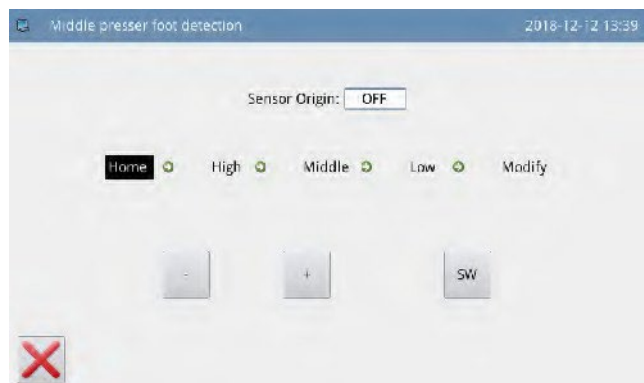 Middle presser foot detection 2018-12-12 13:39
Sensor Origin: OFF
Home High Middle Low Modify
- + SW